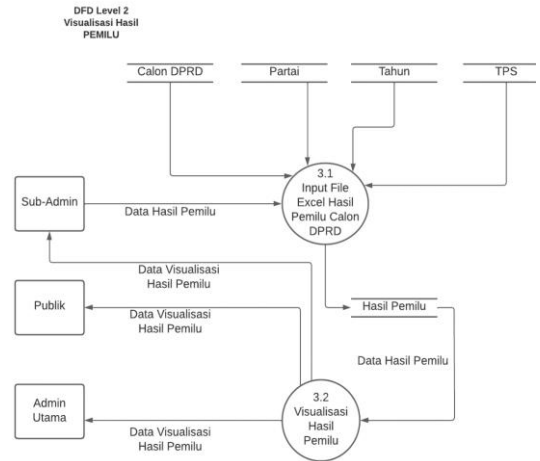 DFD Level 2
Visualisasi Hasil
PEMILU
Calon DPRD
Partai
Tahun
TPS
3.1
Input File
Excel Hasil
Pemilu Calon
DPRD
Sub-Admin
Data Hasil Pemilu
Data Visualisasi
Hasil Pemilu
Publik
Data Visualisasi
Hasil Pemilu
Hasil Pemilu
Data Hasil Pemilu
Admin
Utama
3.2
Visualisasi
Hasil
Pemilu
Data Visualisasi
Hasil Pemilu